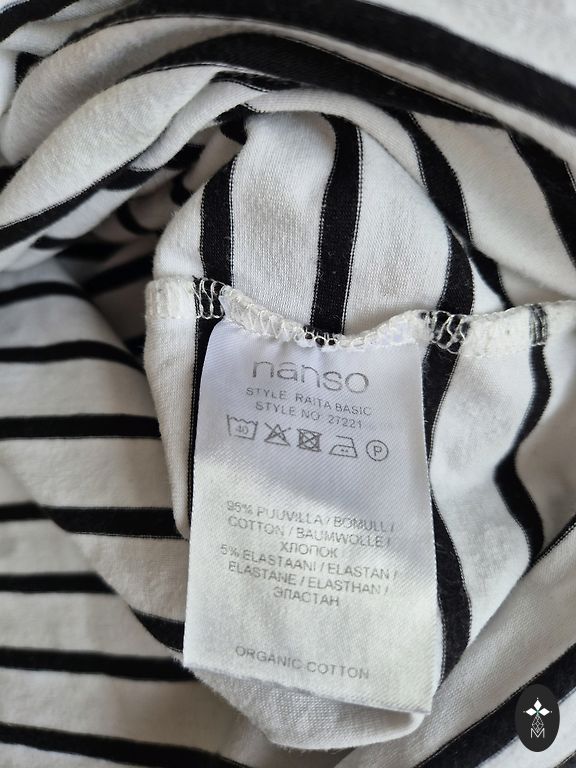 nanso
STYLE: RAITA BASIC
STYLE NO: 27221
40
P
95% PUUVILLA / BOMULL /
COTTON / BAUMWOLLE /
ХЛОПОК
5% ELASTAANI / ELASTAN /
ELASTANE / ELASTHAN /
ЭЛАСТАН
ORGANIC COTTON
M